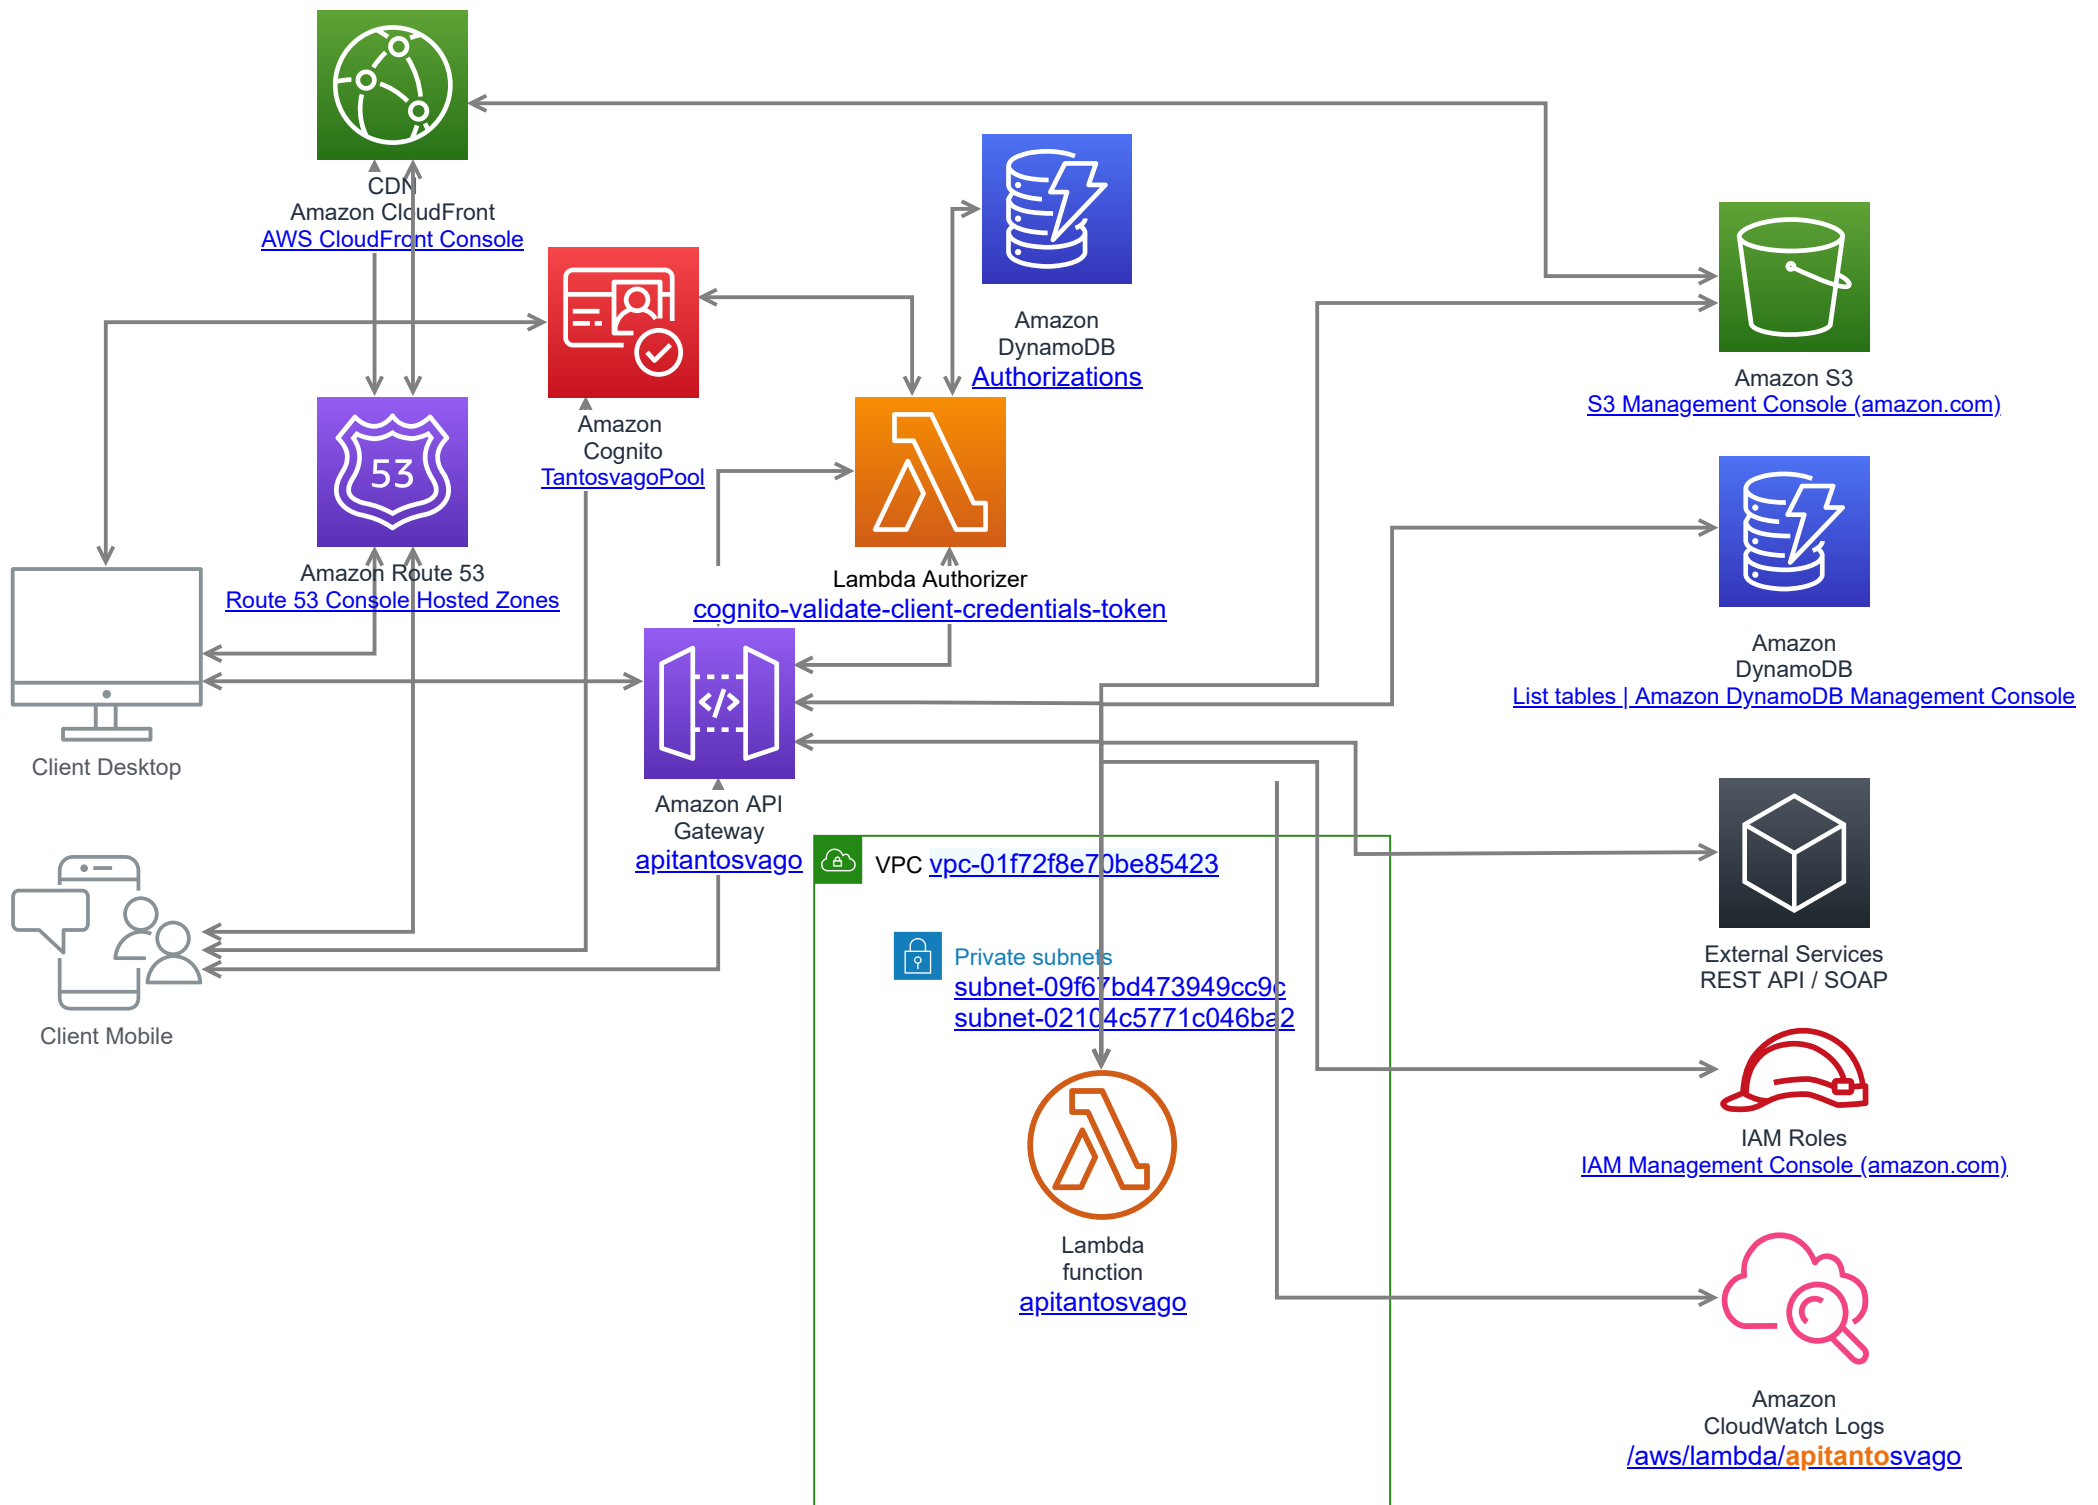 CDN
Amazon CloudFront
AWS CloudFront Console
Amazon
DynamoDB
Authorizations
Amazon
Cognito
TantosvagoPool
53
Amazon Route 53
Route 53 Console Hosted Zones
Lambda Authorizer
cognito-validate-client-credentials-token
Amazon S3
S3 Management Console (amazon.com)
Amazon
DynamoDB
List tables | Amazon DynamoDB Management Console
Client Desktop
Amazon API
Gateway
apitantosvago
VPC vpc-01f72f8e70be85423
Private subnets
subnet-09f67bd473949cc9c
subnet-02104c5771c046ba2
Client Mobile
External Services
REST API / SOAP
IAM Roles
IAM Management Console (amazon.com)
Lambda
function
apitantosvago
Amazon
CloudWatch Logs
/aws/lambda/apitantosvago